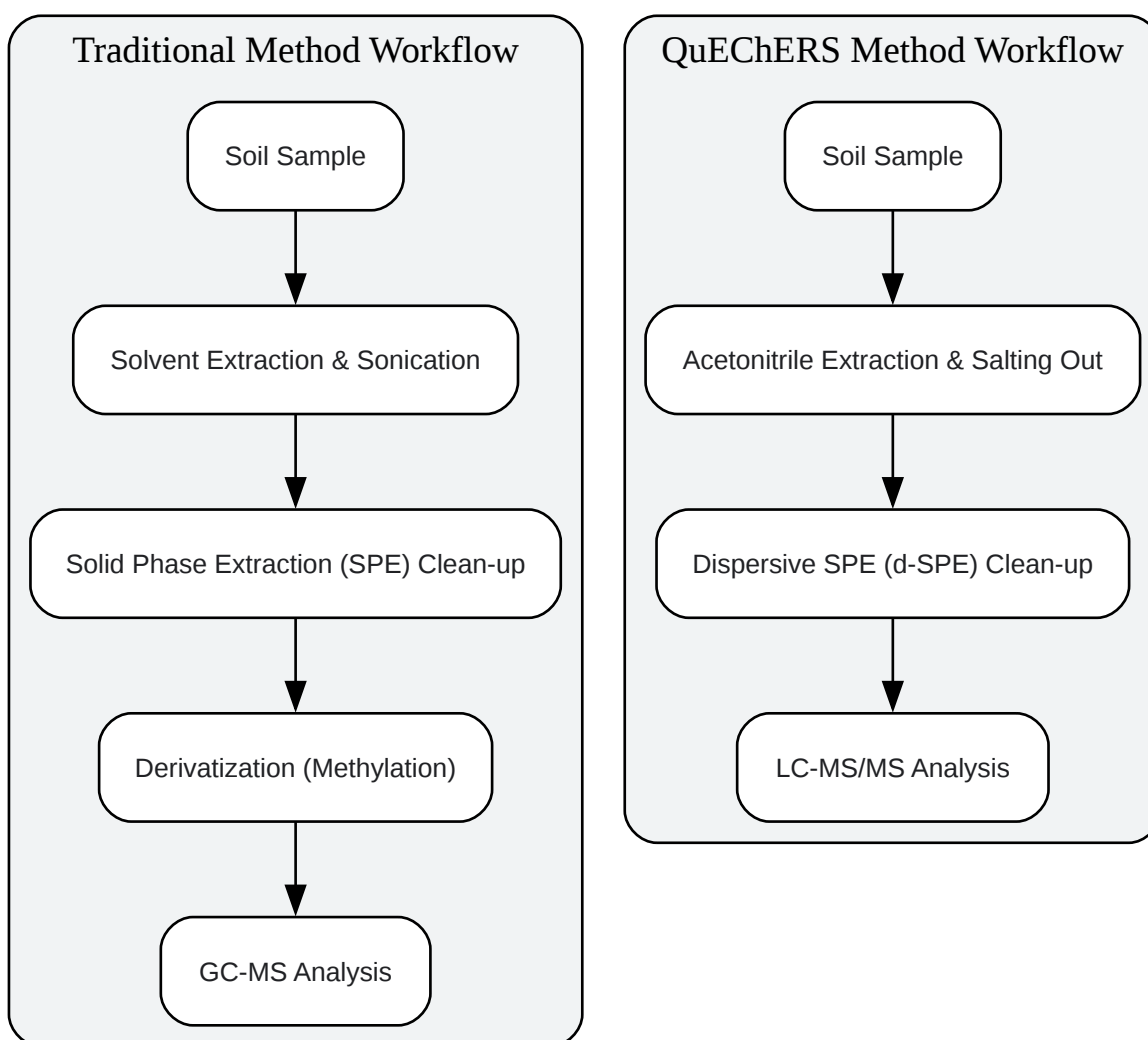 Traditional Method Workflow
Soil Sample
Solvent Extraction & Sonication
Solid Phase Extraction (SPE) Clean-up
Derivatization (Methylation)
GC-MS Analysis
QuEChERS Method Workflow
Soil Sample
Acetonitrile Extraction & Salting Out
Dispersive SPE (d-SPE) Clean-up
LC-MS/MS Analysis